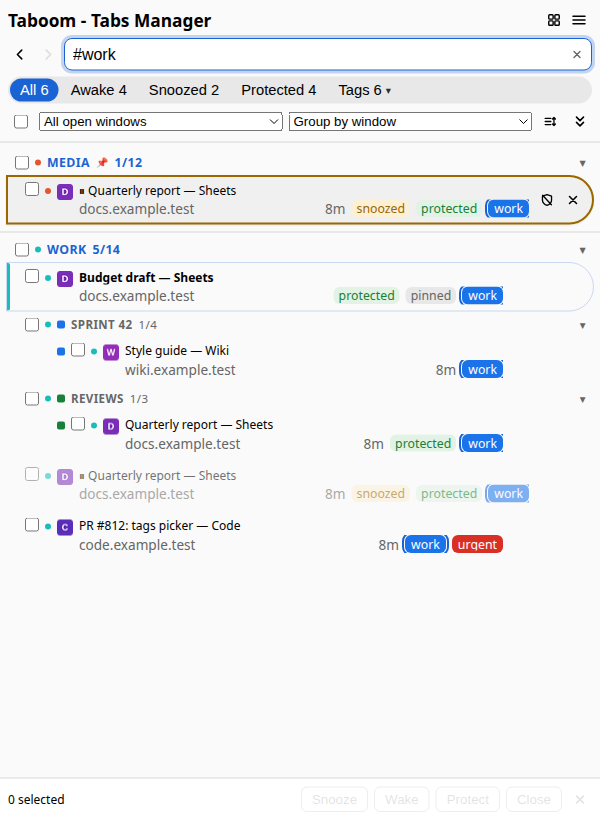 Taboom - Tabs Manager
#work
All 6 Awake 4 Snoozed 2 Protected 4 Tags 6 ▾
All open windows Group by window
MEDIA 📌 1/12
D Quarterly report — Sheets
docs.example.test 8m snoozed protected work
WORK 5/14
D Budget draft — Sheets
docs.example.test protected pinned work
SPRINT 42 1/4
W Style guide — Wiki
wiki.example.test 8m work
REVIEWS 1/3
D Quarterly report — Sheets
docs.example.test 8m protected work
D Quarterly report — Sheets
docs.example.test 8m snoozed protected work
C PR #812: tags picker — Code
code.example.test 8m work urgent
0 selected Snooze Wake Protect Close